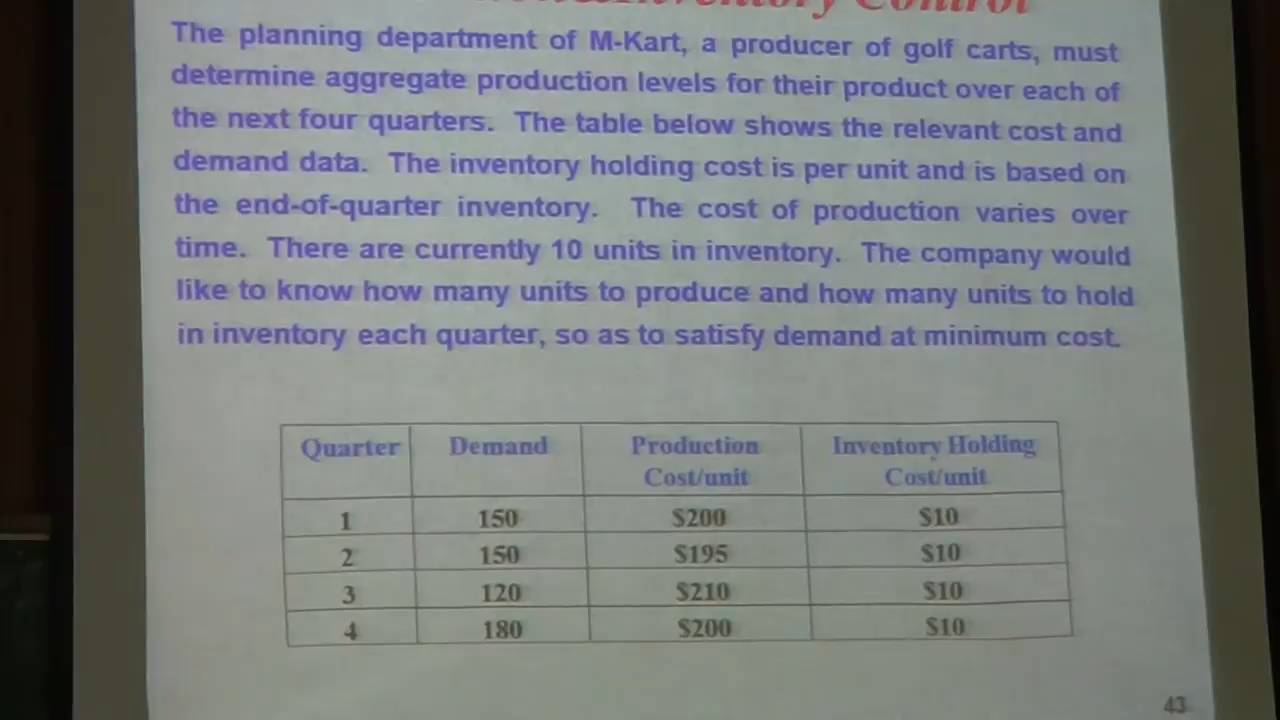 Control
The planning department of M-Kart, a producer of golf carts, must
determine aggregate production levels for their product over each of
the next four quarters. The table below shows the relevant cost and
demand data. The inventory holding cost is per unit and is based on
the end-of-quarter inventory. The cost of production varies over
time. There are currently 10 units in inventory. The company would
like to know how many units to produce and how many units to hold
in inventory each quarter, so as to satisfy demand at minimum cost.
Quarter Demand Production Inventory Holding
Cost/unit Cost/unit
1 150 $200 $10
2 150 $195 $10
3 120 $210 $10
4 180 $200 $10
43